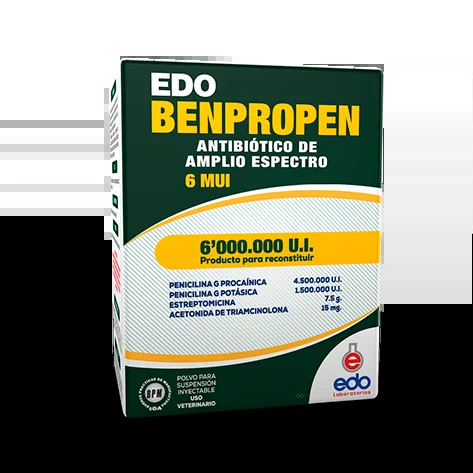 EDO
BENPROPEN
ANTIBIÓTICO DE
AMPLIO ESPECTRO
6 MUI
6'000.000 U.I.
Producto para reconstituir
PENICILINA G PROCAÍNICA 4.500.000 U.I.
PENICILINA G POTÁSICA 1.500.000 U.I.
ESTREPTOMICINA 7.5 g.
ACETONIDA DE TRIAMCINOLONA 15 mg.
BPM
POLVO PARA
SUSPENSIÓN
INYECTABLE
USO
VETERINARIO
e
edo
Laboratorios